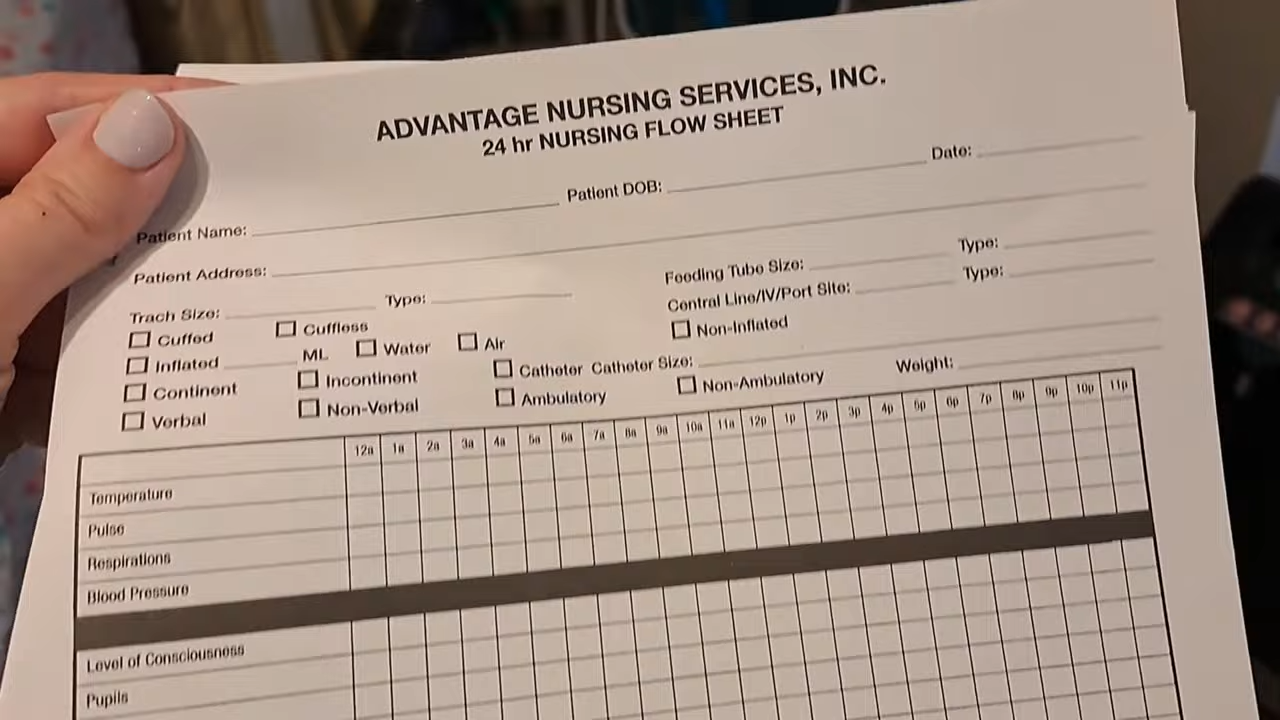 ADVANTAGE NURSING SERVICES, INC.
24 hr NURSING FLOW SHEET
Patient Name: Patient DOB: Date:
Patient Address:
Trach Size: Type: Feeding Tube Size: Type:
Cuffed Cuffless Central Line/IV/Port Site: Type:
Inflated ML Water Air Non-Inflated
Continent Incontinent Catheter Catheter Size:
Verbal Non-Verbal Ambulatory Non-Ambulatory Weight:
12a 1a 2a 3a 4a 5a 6a 7a 8a 9a 10a 11a 12p 1p 2p 3p 4p 5p 6p 7p 8p 9p 10p 11p
Temperature
Pulse
Respirations
Blood Pressure
Level of Consciousness
Pupils